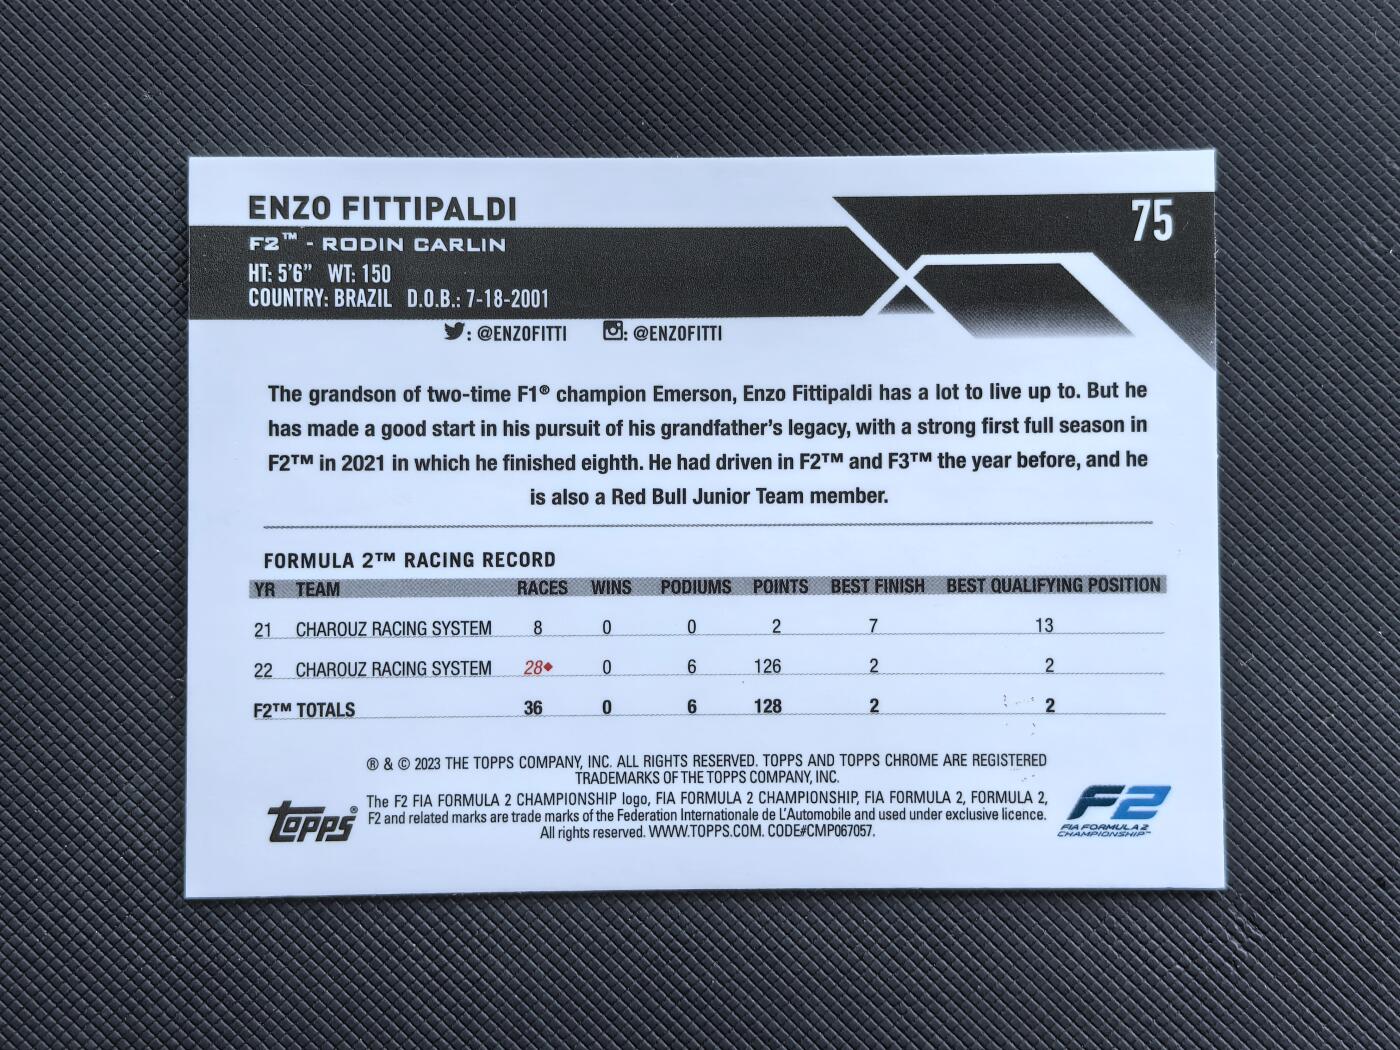 ENZO FITTIPALDI
75
F2™ - RODIN CARLIN
HT: 5'6” WT: 150
COUNTRY: BRAZIL D.O.B.: 7-18-2001
: @ENZOFITTI : @ENZOFITTI
The grandson of two-time F1® champion Emerson, Enzo Fittipaldi has a lot to live up to. But he
has made a good start in his pursuit of his grandfather’s legacy, with a strong first full season in
F2™ in 2021 in which he finished eighth. He had driven in F2™ and F3™ the year before, and he
is also a Red Bull Junior Team member.
FORMULA 2™ RACING RECORD
YR TEAM RACES WINS PODIUMS POINTS BEST FINISH BEST QUALIFYING POSITION
21 CHAROUZ RACING SYSTEM 8 0 0 2 7 13
22 CHAROUZ RACING SYSTEM 28◆ 0 6 126 2 2
F2™ TOTALS 36 0 6 128 2 2
® & © 2023 THE TOPPS COMPANY, INC. ALL RIGHTS RESERVED. TOPPS AND TOPPS CHROME ARE REGISTERED
TRADEMARKS OF THE TOPPS COMPANY, INC.
The F2 FIA FORMULA 2 CHAMPIONSHIP logo, FIA FORMULA 2 CHAMPIONSHIP, FIA FORMULA 2, FORMULA 2,
F2 and related marks are trade marks of the Federation Internationale de L’Automobile and used under exclusive licence.
All rights reserved. WWW.TOPPS.COM. CODE#CMP067057.
Topps®
F2
FIA FORMULA 2
CHAMPIONSHIP™